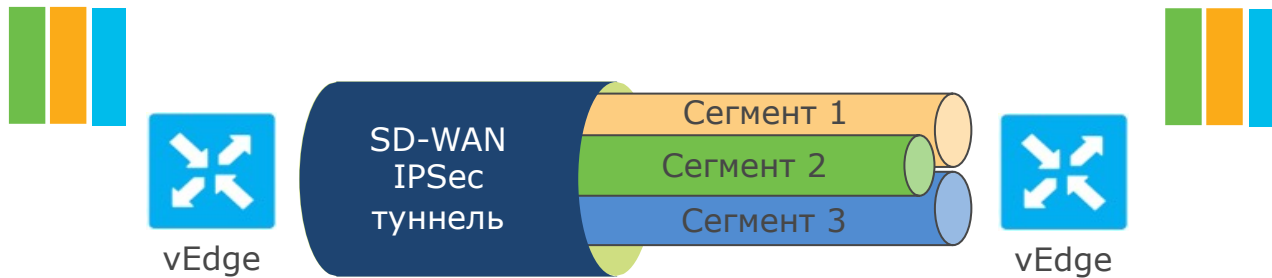 SD-WAN
IPSec
туннель
Сегмент 1
Сегмент 2
Сегмент 3
vEdge
vEdge